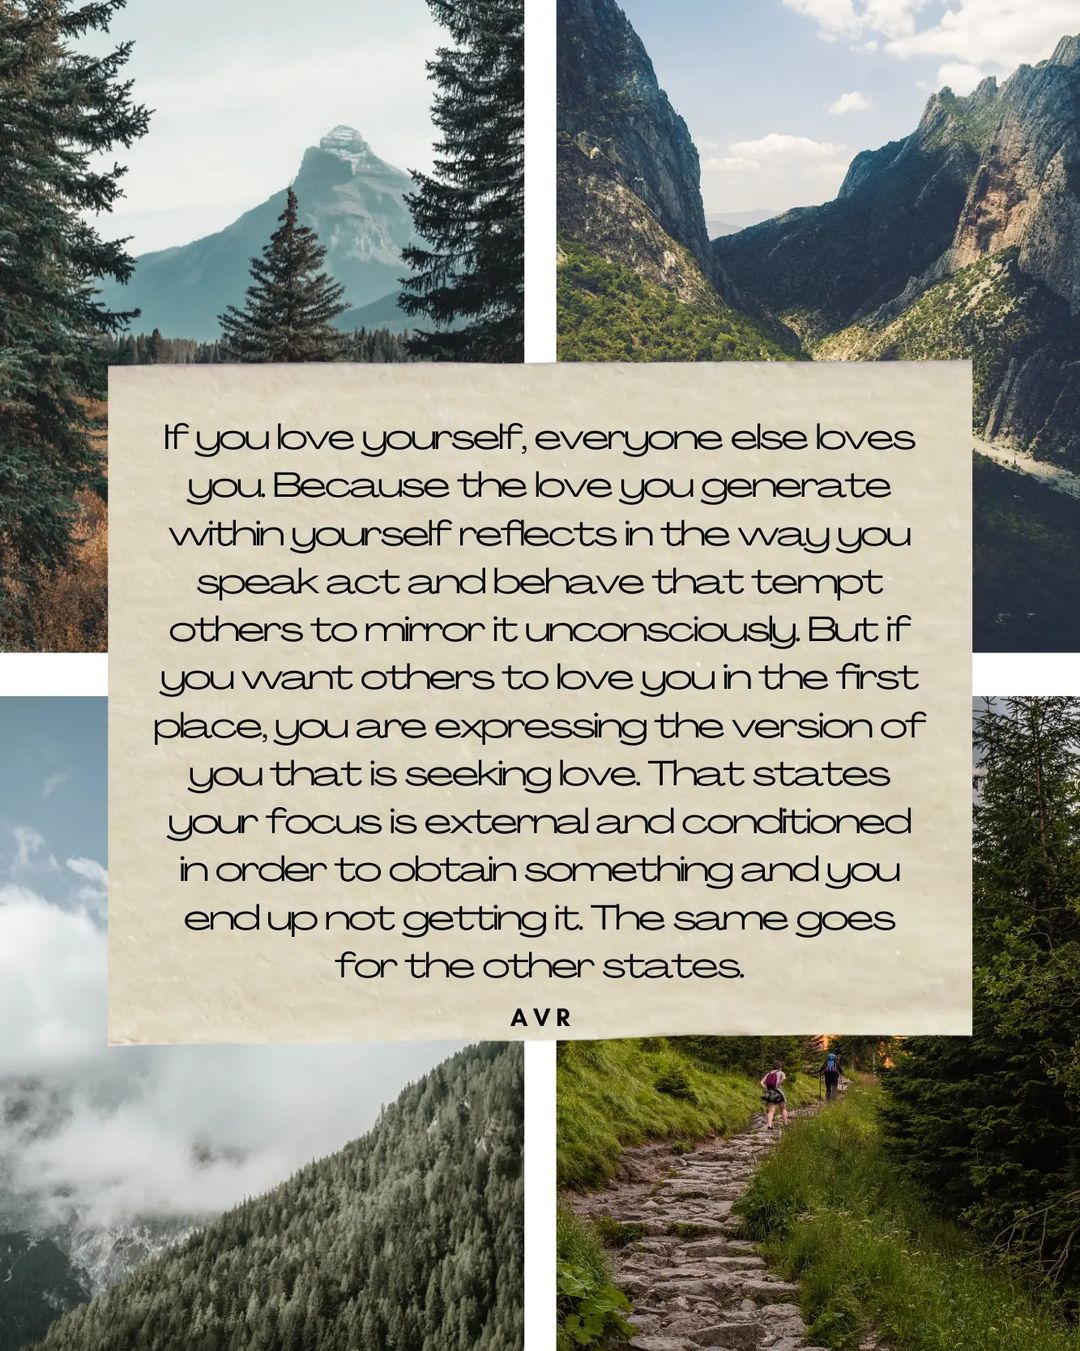 If you love yourself, everyone else loves
you. Because the love you generate
within yourself reflects in the way you
speak act and behave that tempt
others to mirror it unconsciously. But if
you want others to love you in the first
place, you are expressing the version of
you that is seeking love. That states
your focus is external and conditioned
in order to obtain something and you
end up not getting it. The same goes
for the other states.
AVR